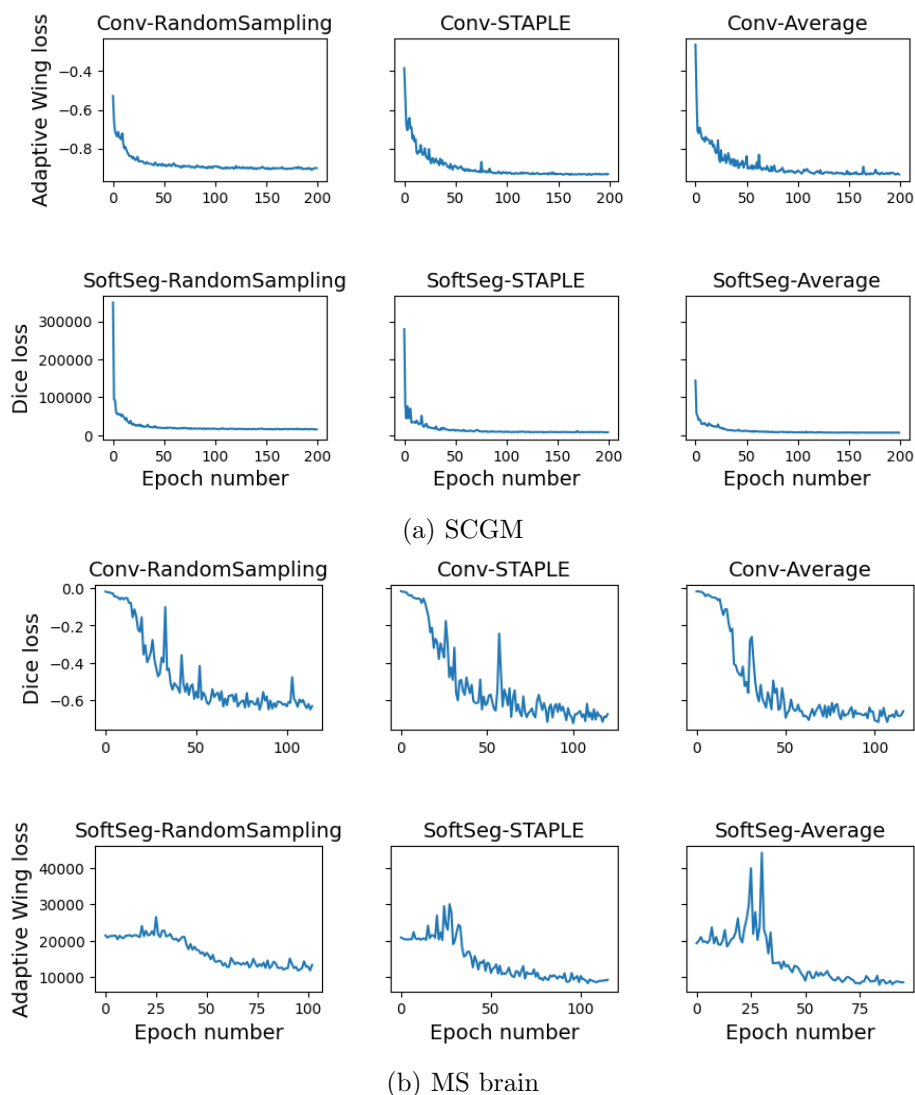 Conv-RandomSampling Conv-STAPLE Conv-Average
Adaptive Wing loss
−0.4
−0.6
−0.8
0 50 100 150 200 0 50 100 150 200 0 50 100 150 200
SoftSeg-RandomSampling SoftSeg-STAPLE SoftSeg-Average
Dice loss
300000
200000
100000
0
0 50 100 150 200 0 50 100 150 200 0 50 100 150 200
Epoch number Epoch number Epoch number
(a) SCGM
Conv-RandomSampling Conv-STAPLE Conv-Average
Dice loss
0.0
−0.2
−0.4
−0.6
0 50 100 0 50 100 0 50 100
SoftSeg-RandomSampling SoftSeg-STAPLE SoftSeg-Average
Adaptive Wing loss
40000
30000
20000
10000
0 25 50 75 100 0 50 100 0 25 50 75
Epoch number Epoch number Epoch number
(b) MS brain